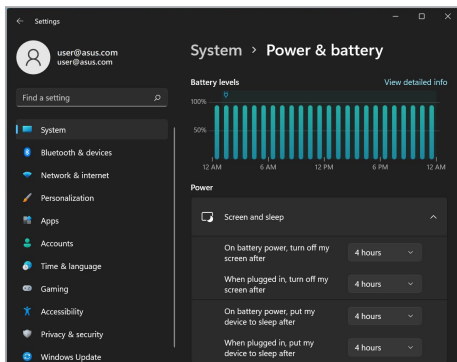 Settings
user@asus.com
user@asus.com
Find a setting
System
Bluetooth & devices
Network & internet
Personalization
Apps
Accounts
Time & language
Gaming
Accessibility
Privacy & security
Windows Update
System > Power & battery
Battery levels
View detailed info
100%
50%
12 AM 6 AM 12 PM 6 PM 12 AM
Power
Screen and sleep
On battery power, turn off my
screen after
4 hours
When plugged in, turn off my
screen after
4 hours
On battery power, put my
device to sleep after
4 hours
When plugged in, put my
device to sleep after
4 hours